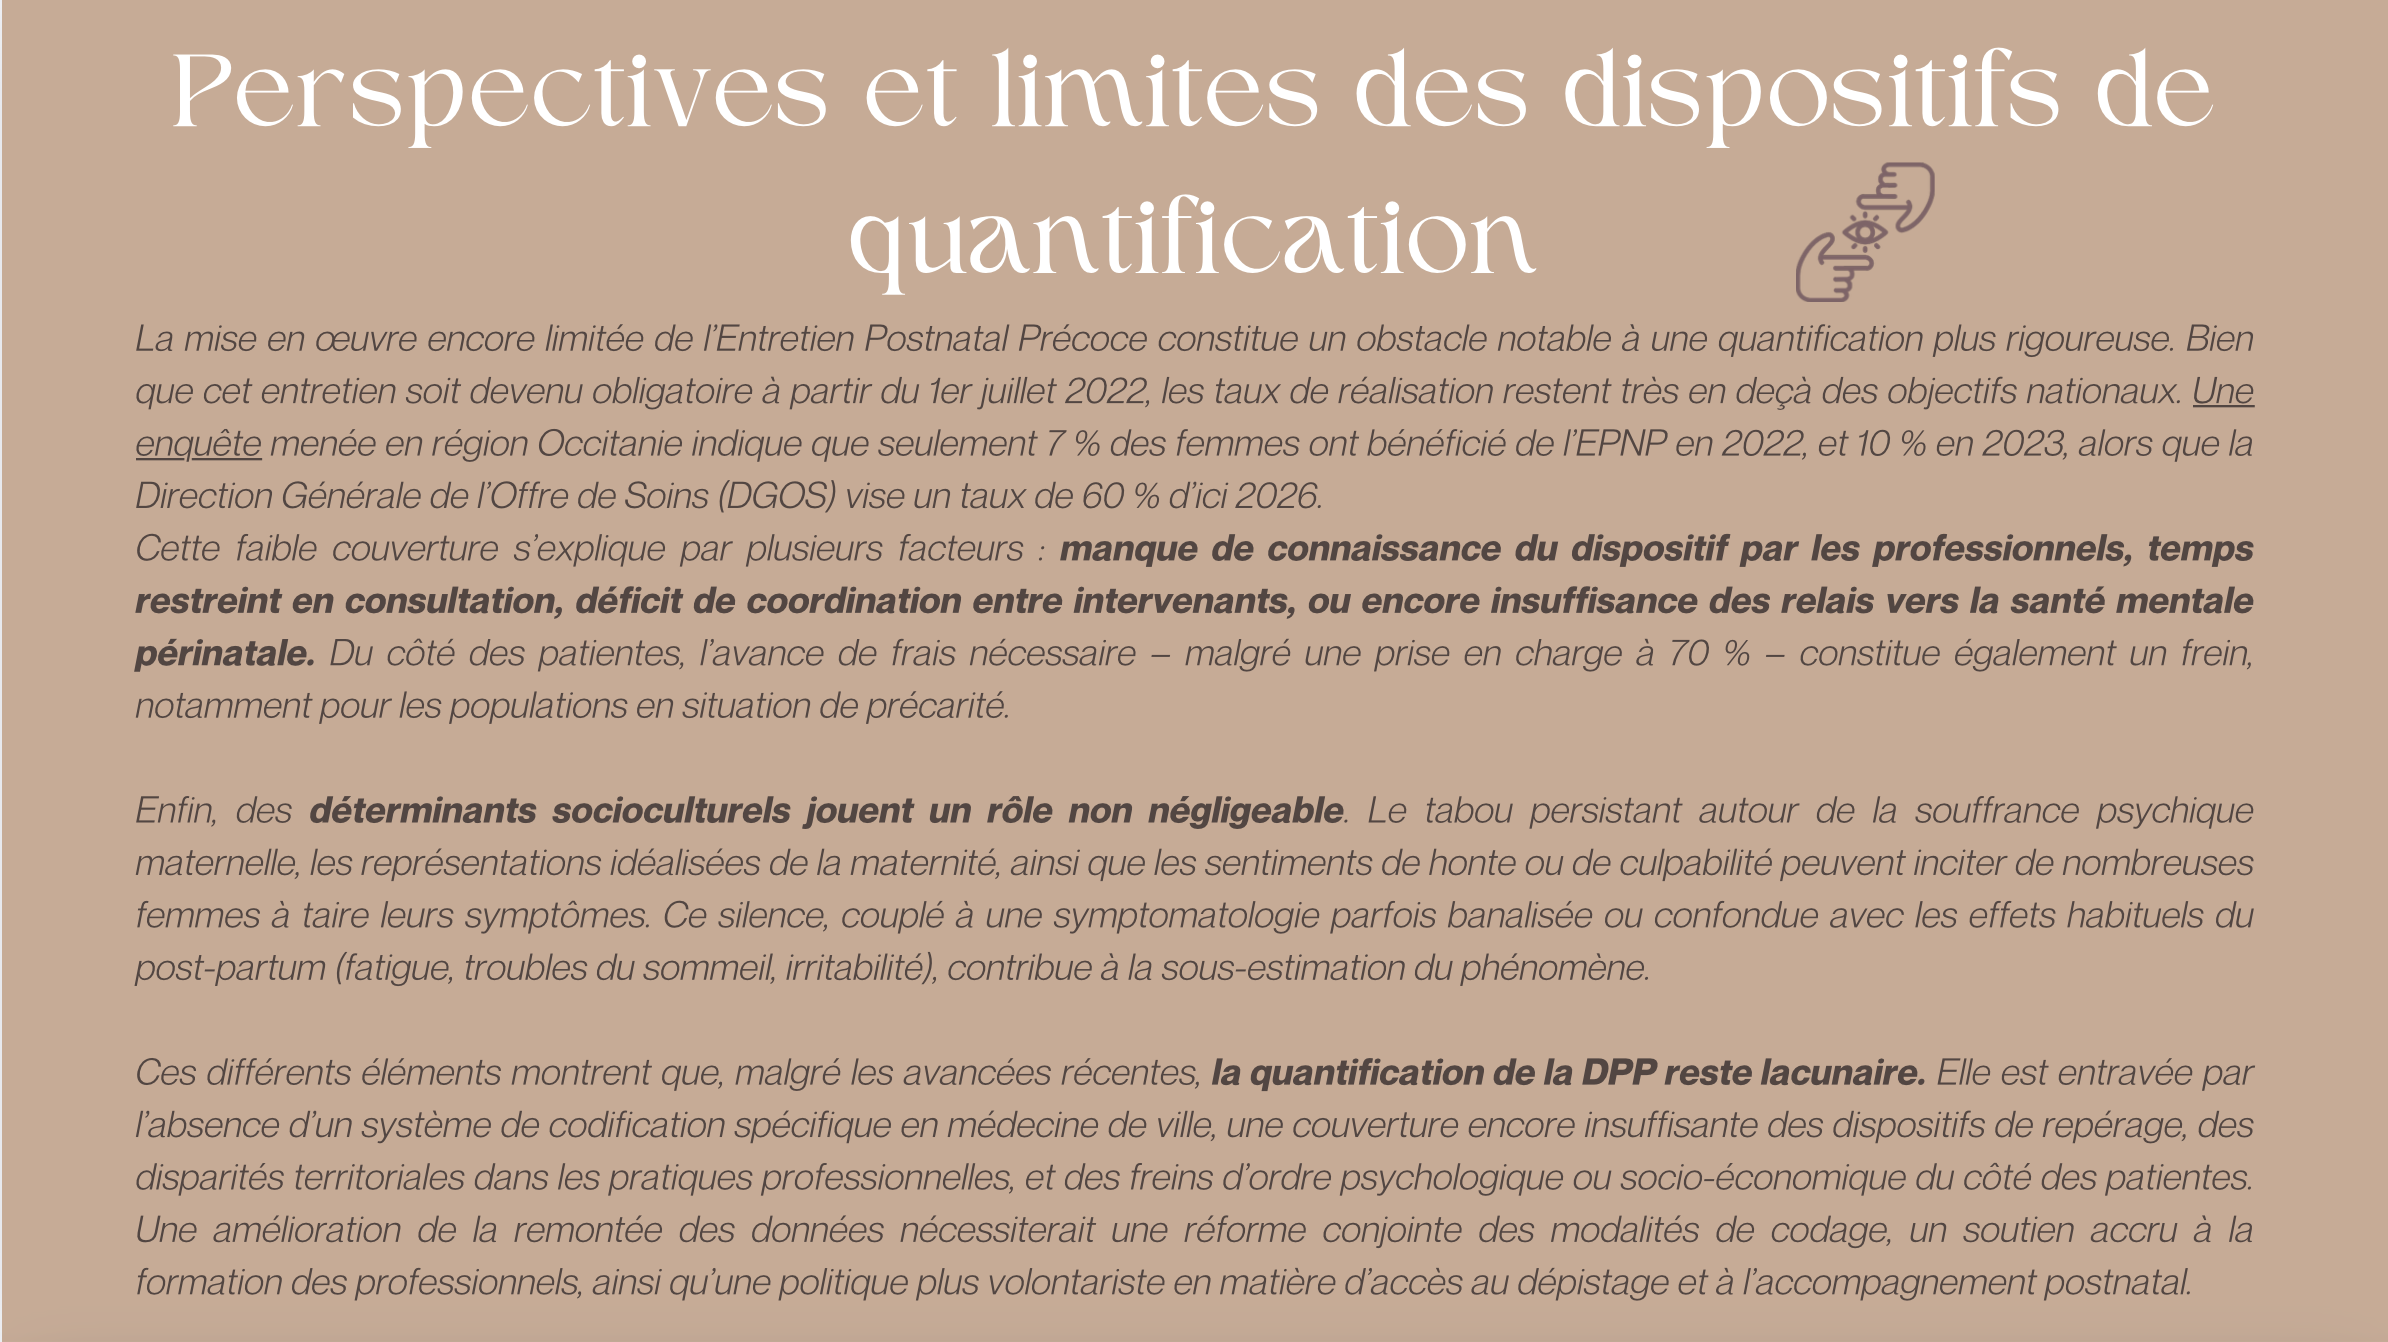 Perspectives et limites des dispositifs de
quantification
La mise en œuvre encore limitée de l’Entretien Postnatal Précoce constitue un obstacle notable à une quantification plus rigoureuse. Bien
que cet entretien soit devenu obligatoire à partir du 1er juillet 2022, les taux de réalisation restent très en deçà des objectifs nationaux. Une
enquête menée en région Occitanie indique que seulement 7 % des femmes ont bénéficié de l’EPNP en 2022, et 10 % en 2023, alors que la
Direction Générale de l’Offre de Soins (DGOS) vise un taux de 60 % d’ici 2026.
Cette faible couverture s’explique par plusieurs facteurs : manque de connaissance du dispositif par les professionnels, temps
restreint en consultation, déficit de coordination entre intervenants, ou encore insuffisance des relais vers la santé mentale
périnatale. Du côté des patientes, l’avance de frais nécessaire – malgré une prise en charge à 70 % – constitue également un frein,
notamment pour les populations en situation de précarité.
Enfin, des déterminants socioculturels jouent un rôle non négligeable. Le tabou persistant autour de la souffrance psychique
maternelle, les représentations idéalisées de la maternité, ainsi que les sentiments de honte ou de culpabilité peuvent inciter de nombreuses
femmes à taire leurs symptômes. Ce silence, couplé à une symptomatologie parfois banalisée ou confondue avec les effets habituels du
post-partum (fatigue, troubles du sommeil, irritabilité), contribue à la sous-estimation du phénomène.
Ces différents éléments montrent que, malgré les avancées récentes, la quantification de la DPP reste lacunaire. Elle est entravée par
l’absence d’un système de codification spécifique en médecine de ville, une couverture encore insuffisante des dispositifs de repérage, des
disparités territoriales dans les pratiques professionnelles, et des freins d’ordre psychologique ou socio-économique du côté des patientes.
Une amélioration de la remontée des données nécessiterait une réforme conjointe des modalités de codage, un soutien accru à la
formation des professionnels, ainsi qu’une politique plus volontariste en matière d’accès au dépistage et à l’accompagnement postnatal.